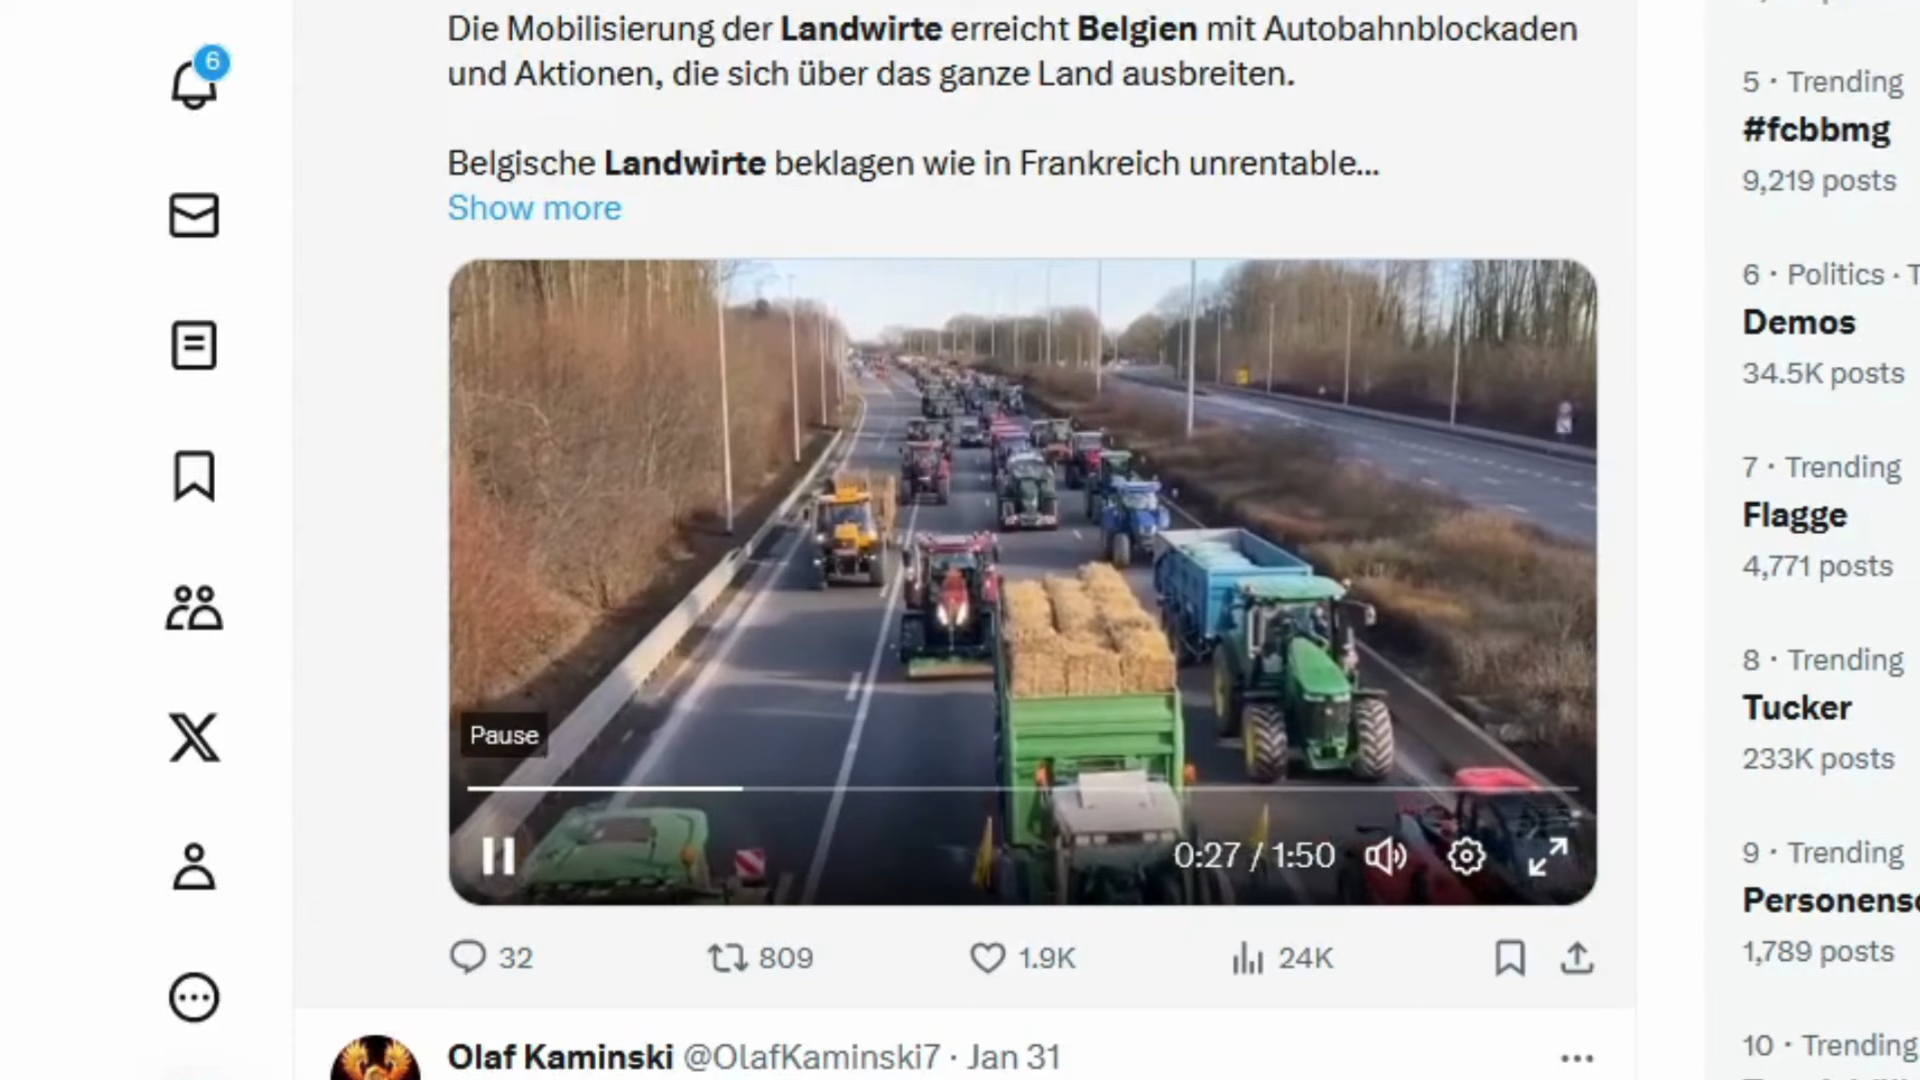 6
Die Mobilisierung der Landwirte erreicht Belgien mit Autobahnblockaden
und Aktionen, die sich über das ganze Land ausbreiten.
Belgische Landwirte beklagen wie in Frankreich unrentable...
Show more
Pause
0:27 / 1:50
32
809
1.9K
24K
Olaf Kaminski @OlafKaminski7 · Jan 31
5 · Trending
#fcbbmg
9,219 posts
6 · Politics · T
Demos
34.5K posts
7 · Trending
Flagge
4,771 posts
8 · Trending
Tucker
233K posts
9 · Trending
Personens
1,789 posts
10 · Trending